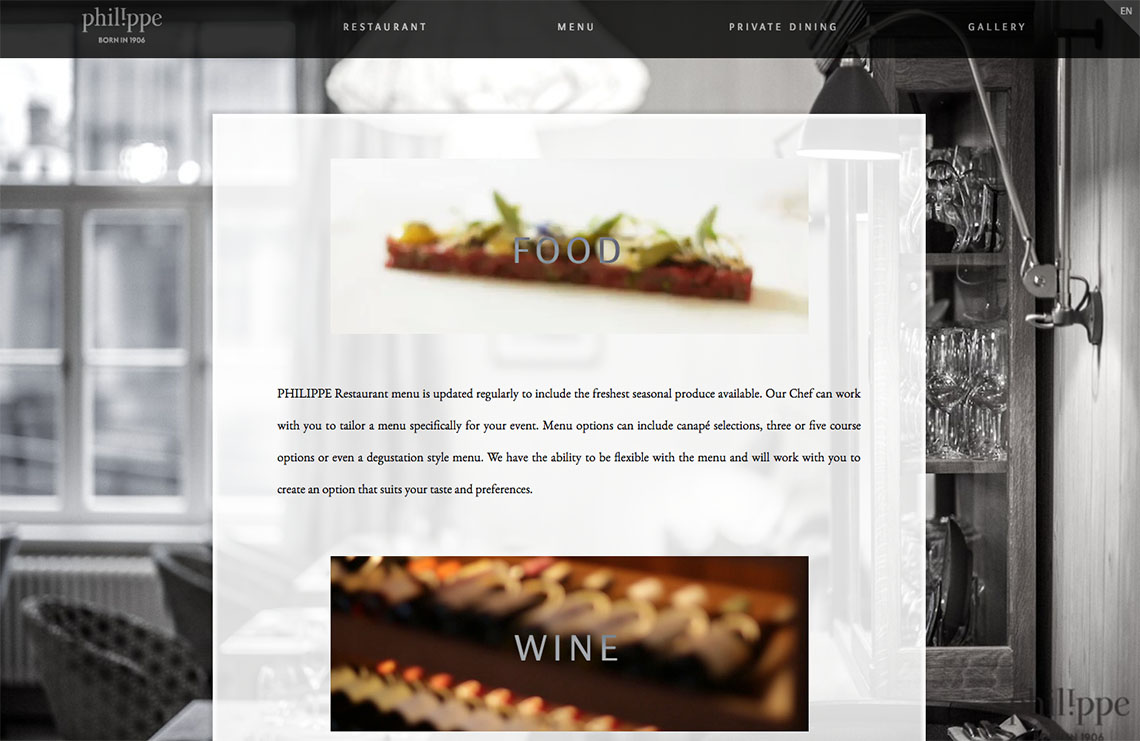 phil!ppe
BORN IN 1906
RESTAURANT
MENU
PRIVATE DINING
GALLERY
EN
FOOD
PHILIPPE Restaurant menu is updated regularly to include the freshest seasonal produce available. Our Chef can work
with you to tailor a menu specifically for your event. Menu options can include canapé selections, three or five course
options or even a degustation style menu. We have the ability to be flexible with the menu and will work with you to
create an option that suits your taste and preferences.
WINE
phil!ppe
1906